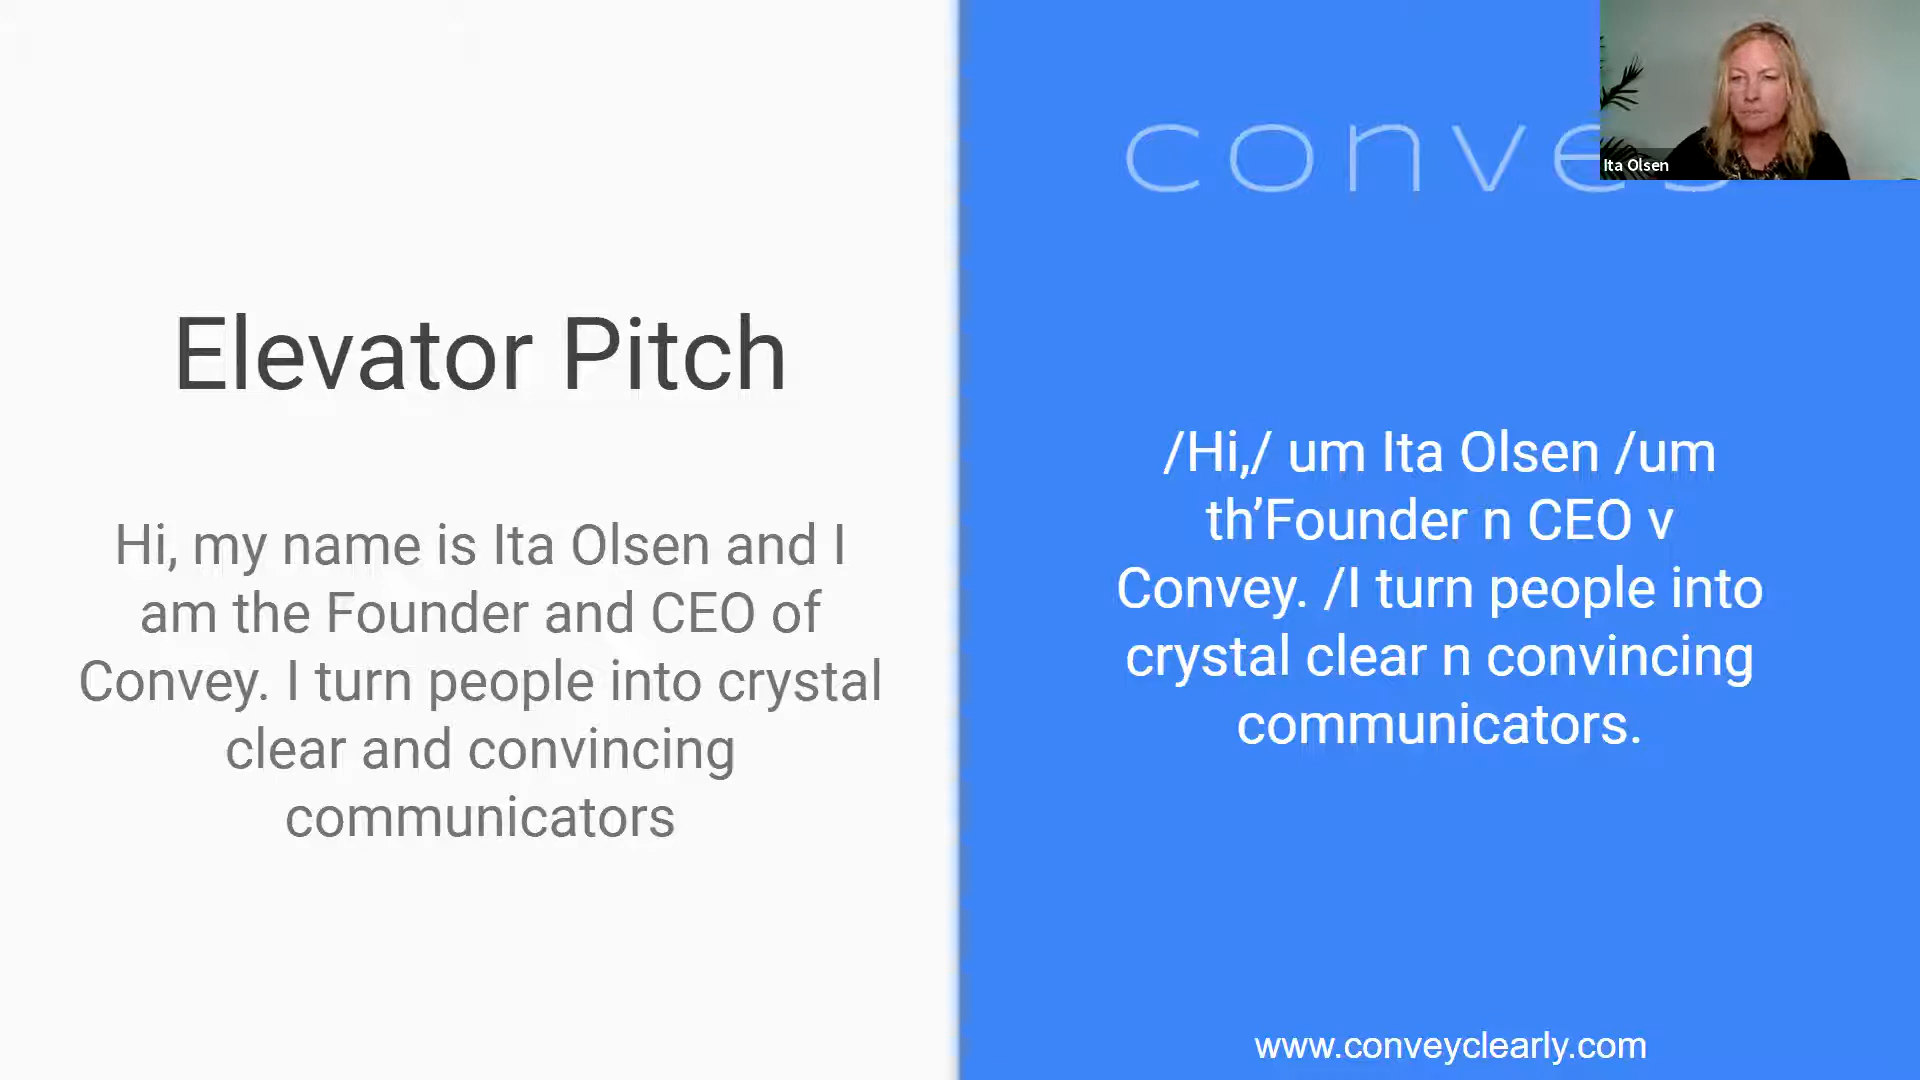 Elevator Pitch
Hi, my name is Ita Olsen and I
am the Founder and CEO of
Convey. I turn people into crystal
clear and convincing
communicators
/Hi,/ um Ita Olsen /um
th’Founder n CEO v
Convey. /I turn people into
crystal clear n convincing
communicators.
www.conveyclearly.com
Ita Olsen